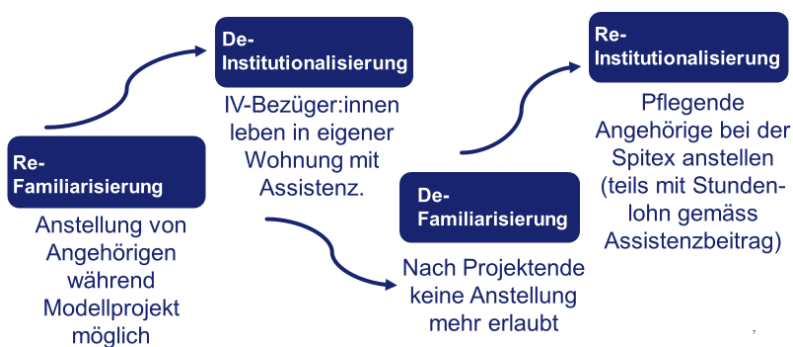 Re-
Familiarisierung
Anstellung von
Angehörigen
während
Modellprojekt
möglich
De-
Institutionalisierung
IV-Bezüger:innen
leben in eigener
Wohnung mit
Assistenz.
De-
Familiarisierung
Nach Projektende
keine Anstellung
mehr erlaubt
Re-
Institutionalisierung
Pflegende
Angehörige bei der
Spitex anstellen
(teils mit Stunden-
lohn gemäss
Assistenzbeitrag)